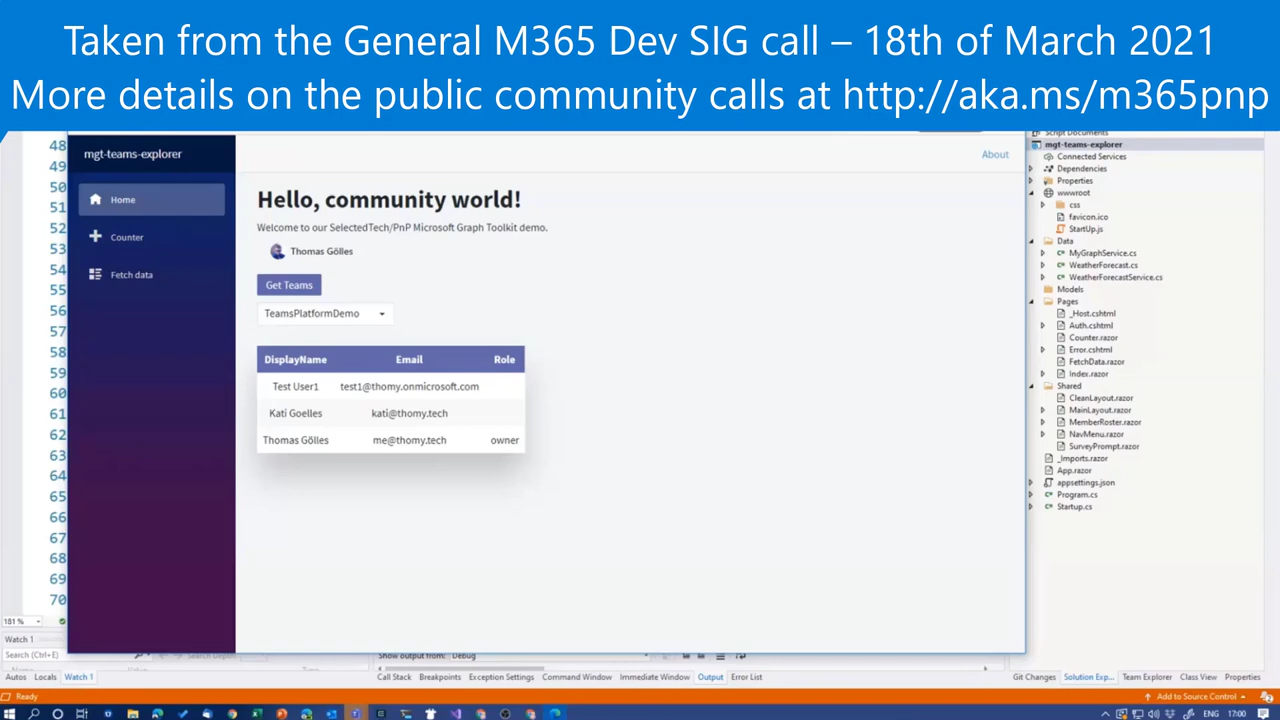 Taken from the General M365 Dev SIG call – 18th of March 2021
More details on the public community calls at http://aka.ms/m365pnp
mgt-teams-explorer
About
Home
Counter
Fetch data
Hello, community world!
Welcome to our SelectedTech/PnP Microsoft Graph Toolkit demo.
Thomas Gölles
Get Teams
TeamsPlatformDemo
DisplayName Email Role
Test User1 test1@thomy.onmicrosoft.com
Kati Goelles kati@thomy.tech
Thomas Gölles me@thomy.tech owner
48
49
50
51
52
53
54
55
56
57
58
59
60
61
62
63
64
65
66
67
68
69
70
Script Documents
mgt-teams-explorer
Connected Services
Dependencies
Properties
wwwroot
css
favicon.ico
StartUp.js
Data
MyGraphService.cs
WeatherForecast.cs
WeatherForecastService.cs
Models
Pages
_Host.cshtml
Auth.cshtml
Counter.razor
Error.cshtml
FetchData.razor
Index.razor
Shared
CleanLayout.razor
MainLayout.razor
MemberRoster.razor
NavMenu.razor
SurveyPrompt.razor
_Imports.razor
App.razor
appsettings.json
Program.cs
Startup.cs
181 %
Watch 1
Search (Ctrl+E)
Search Depth:
Show output from: Debug
Autos Locals Watch 1
Call Stack Breakpoints Exception Settings Command Window Immediate Window Output Error List
Git Changes Solution Exp... Team Explorer Class View Properties
Ready
Add to Source Control
2
ENG 17:00